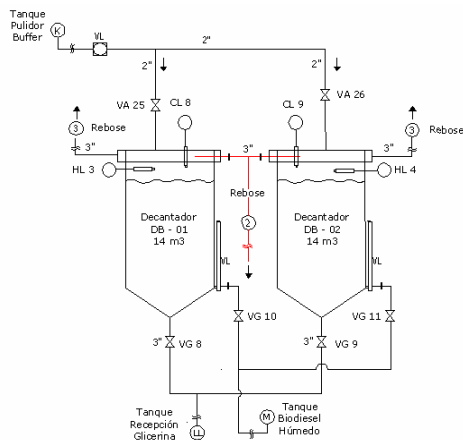 Tanque
Pulidor
Buffer
K
VL
2"
2"
2"
VA 25
CL 8
CL 9
VA 26
3
Rebose
3"
3"
3
Rebose
3"
HL 3
HL 4
Rebose
2
Decantador
DB - 01
14 m3
Decantador
DB - 02
14 m3
VL
VL
VG 10
VG 11
3"
VG 8
3"
VG 9
Tanque
Recepción
Glicerina
M
Tanque
Biodiesel
Húmedo